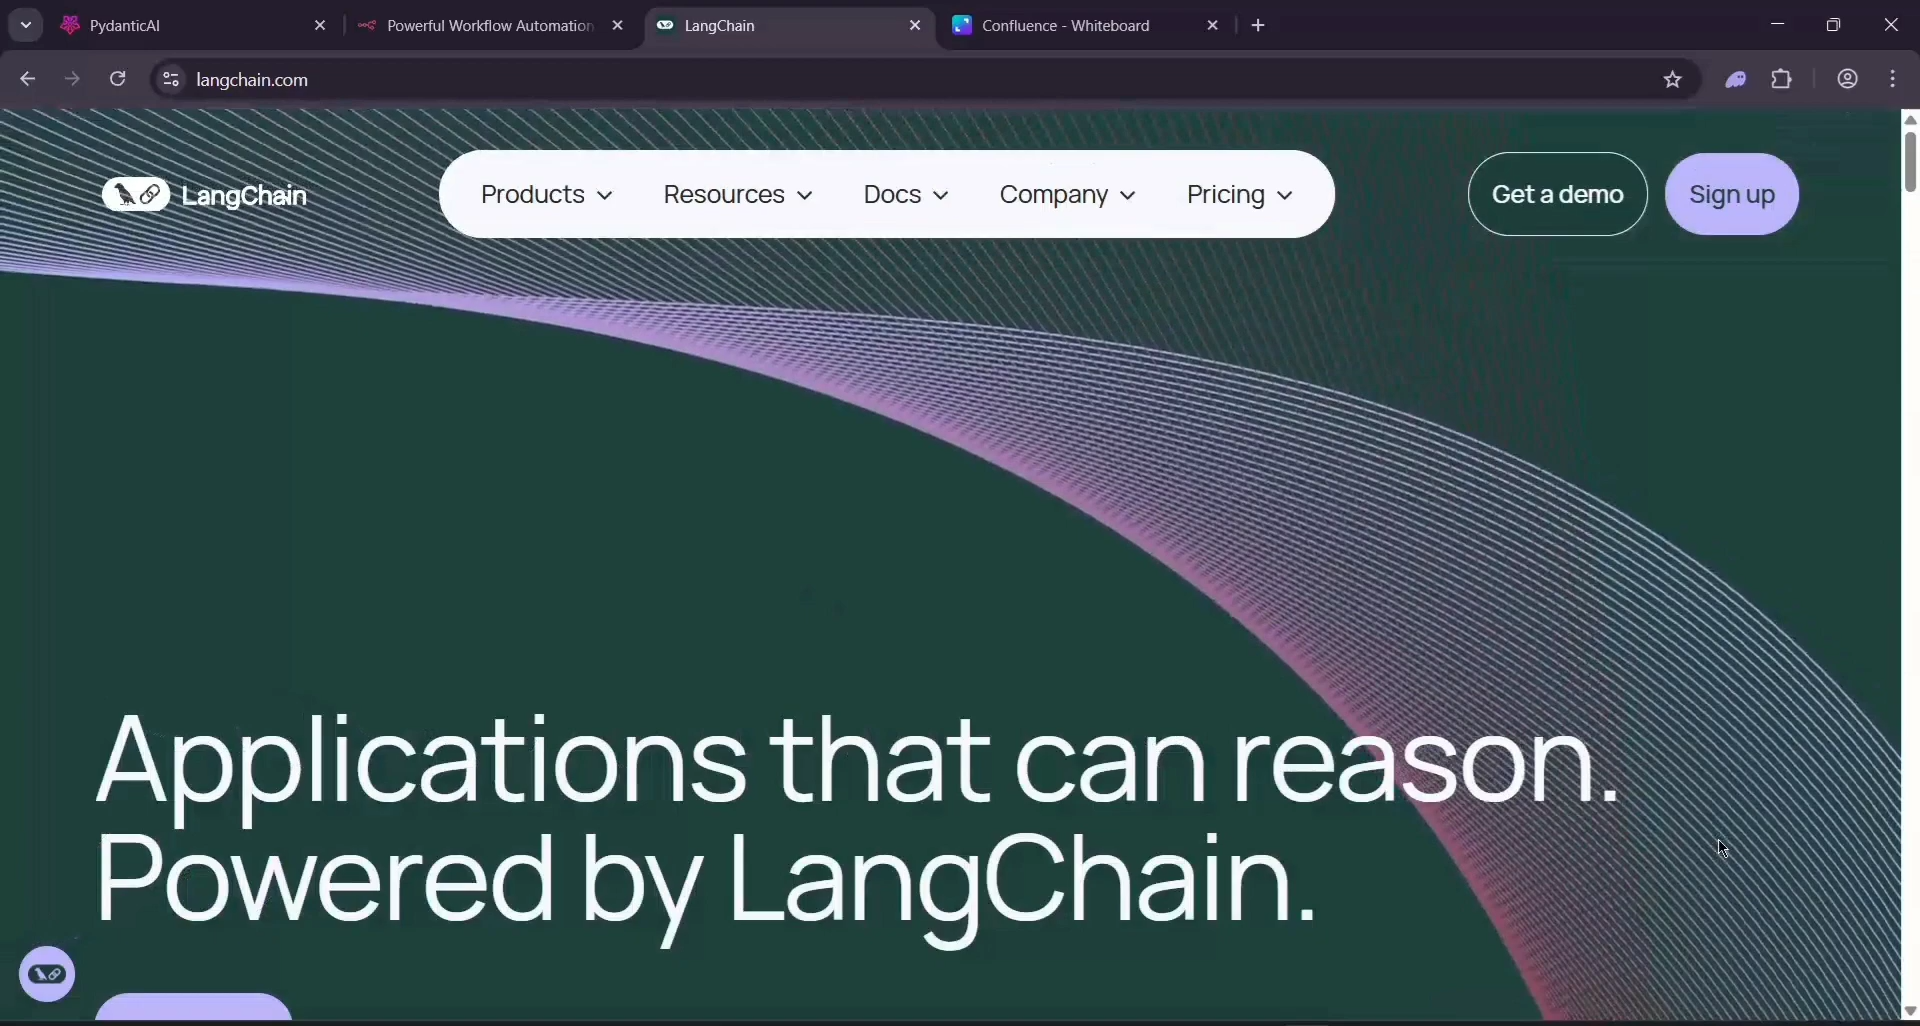 PydanticAI
Powerful Workflow Automation
LangChain
Confluence - Whiteboard
langchain.com
LangChain
Products
Resources
Docs
Company
Pricing
Get a demo
Sign up
Applications that can reason.
Powered by LangChain.